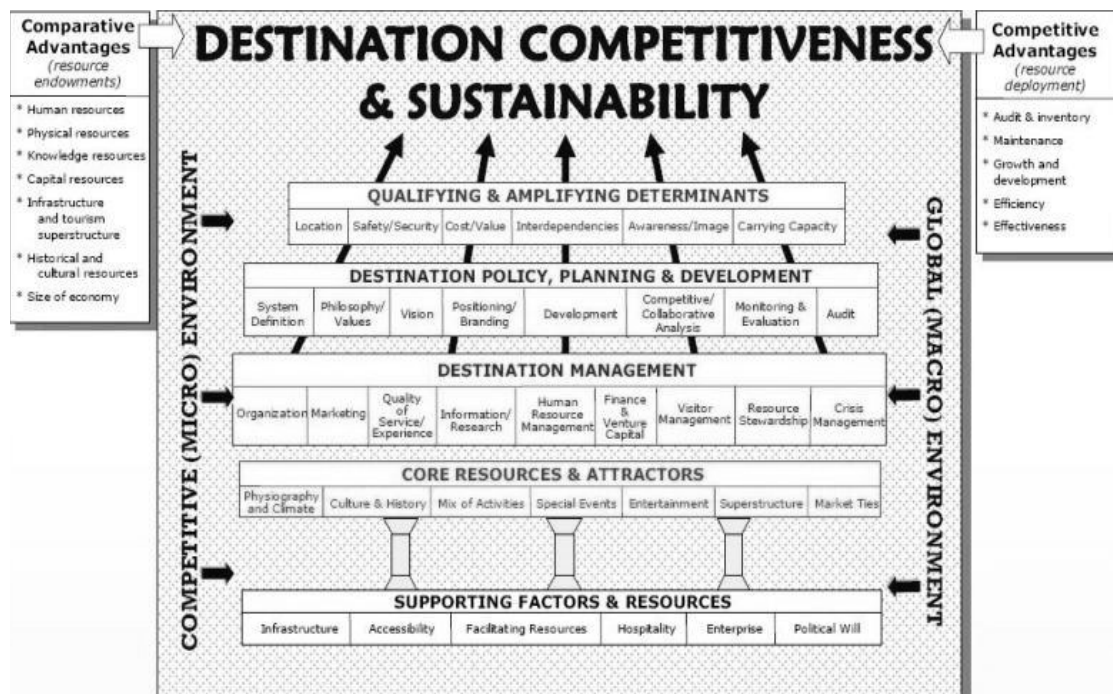 Comparative
Advantages
(resource
endowments)
* Human resources
* Physical resources
* Knowledge resources
* Capital resources
* Infrastructure
and tourism
superstructure
* Historical and
cultural resources
* Size of economy
DESTINATION COMPETITIVENESS
& SUSTAINABILITY
Competitive
Advantages
(resource
deployment)
* Audit & inventory
* Maintenance
* Growth and
development
* Efficiency
* Effectiveness
COMPETITIVE (MICRO) ENVIRONMENT
GLOBAL (MACRO) ENVIRONMENT
QUALIFYING & AMPLIFYING DETERMINANTS
Location
Safety/Security
Cost/Value
Interdependencies
Awareness/Image
Carrying Capacity
DESTINATION POLICY, PLANNING & DEVELOPMENT
System
Definition
Philosophy/
Values
Vision
Positioning/
Branding
Development
Competitive/
Collaborative
Analysis
Monitoring &
Evaluation
Audit
DESTINATION MANAGEMENT
Organization
Marketing
Quality
of
Service/
Experience
Information/
Research
Human
Resource
Management
Finance
&
Venture
Capital
Visitor
Management
Resource
Stewardship
Crisis
Management
CORE RESOURCES & ATTRACTORS
Physiography
and Climate
Culture & History
Mix of Activities
Special Events
Entertainment
Superstructure
Market Ties
SUPPORTING FACTORS & RESOURCES
Infrastructure
Accessibility
Facilitating Resources
Hospitality
Enterprise
Political Will